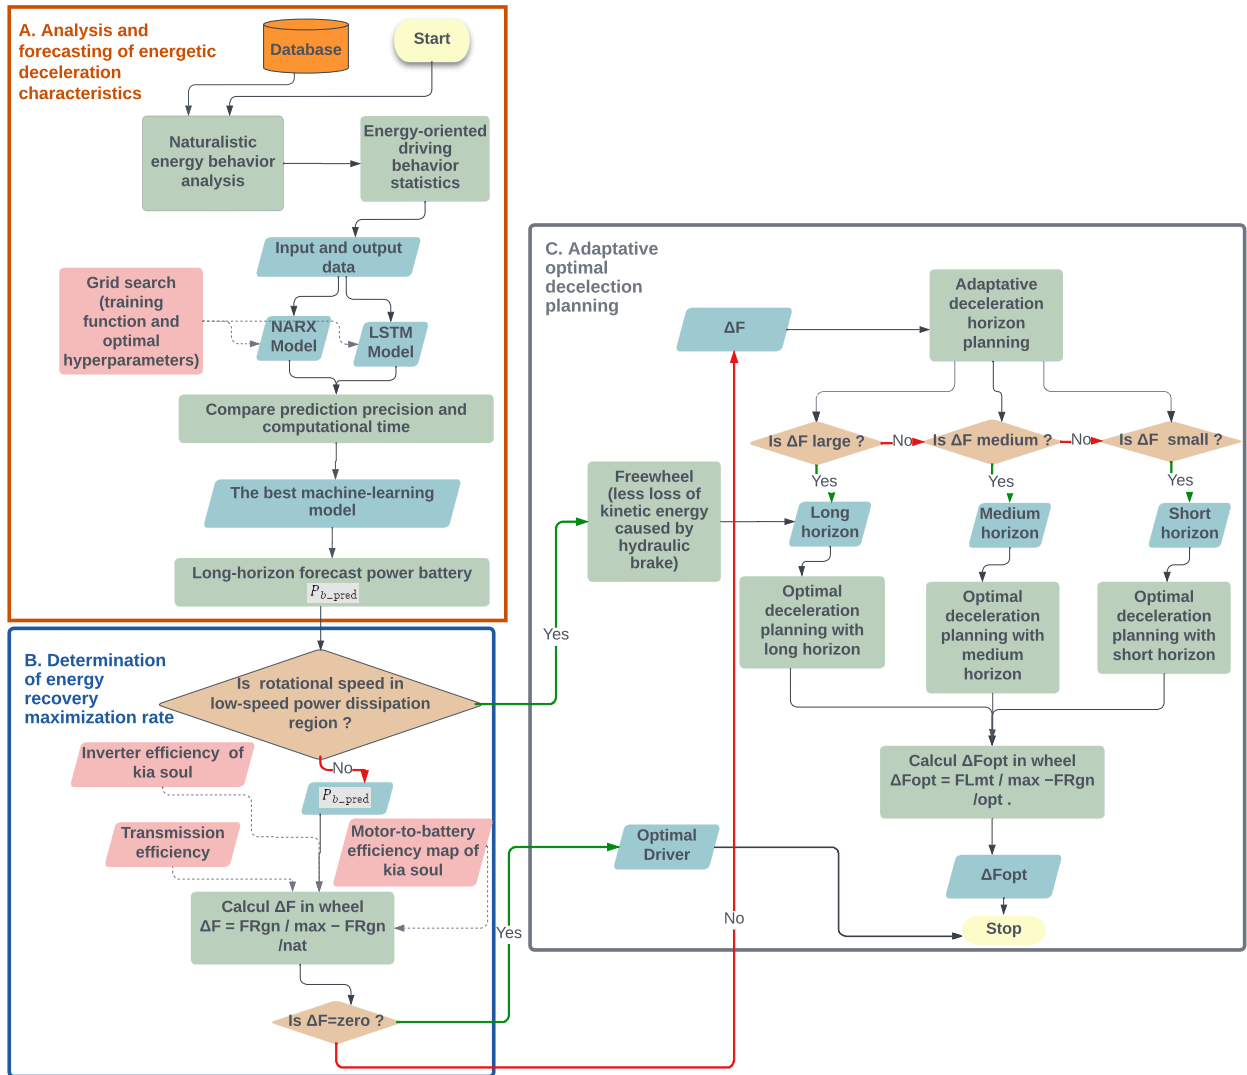 A. Analysis and
forecasting of energetic
deceleration
characteristics
Database
Start
Naturalistic
energy behavior
analysis
Energy-oriented
driving
behavior
statistics
Input and output
data
Grid search
(training
function and
optimal
hyperparameters)
NARX
Model
LSTM
Model
Compare prediction precision and
computational time
The best machine-learning
model
Long-horizon forecast power battery
P_{b_pred}
B. Determination
of energy
recovery
maximization rate
Is rotational speed in
low-speed power dissipation
region ?
No
Yes
P_{b_pred}
Inverter efficiency of
kia soul
Transmission
efficiency
Motor-to-battery
efficiency map of
kia soul
Calcul ΔF in wheel
ΔF = FRgn / max − FRgn
/nat
Is ΔF=zero ?
Yes
No
C. Adaptative
optimal
decelection
planning
ΔF
Adaptative
deceleration
horizon
planning
Is ΔF large ?
No
Is ΔF medium ?
No
Is ΔF small ?
Yes
Yes
Yes
Freewheel
(less loss of
kinetic energy
caused by
hydraulic
brake)
Long
horizon
Medium
horizon
Short
horizon
Optimal
deceleration
planning with
long horizon
Optimal
deceleration
planning with
medium
horizon
Optimal
deceleration
planning with
short horizon
Calcul ΔFopt in wheel
ΔFopt = FLmt / max −FRgn
/opt .
Optimal
Driver
ΔFopt
Stop